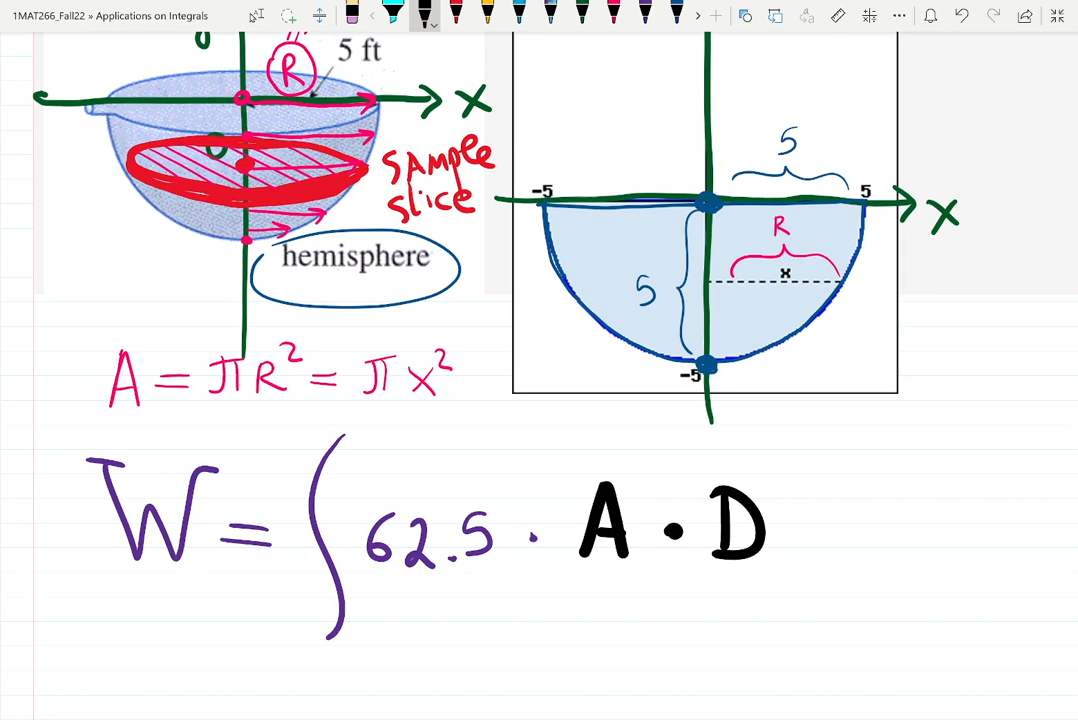 1MAT266_Fall22 » Applications on Integrals
R
5 ft
X
O
SAMPLE
SLICE
hemisphere
5
-5
5
X
R
x
5
-5
A = πR² = πx²
W = ∫ 62.5 · A · D